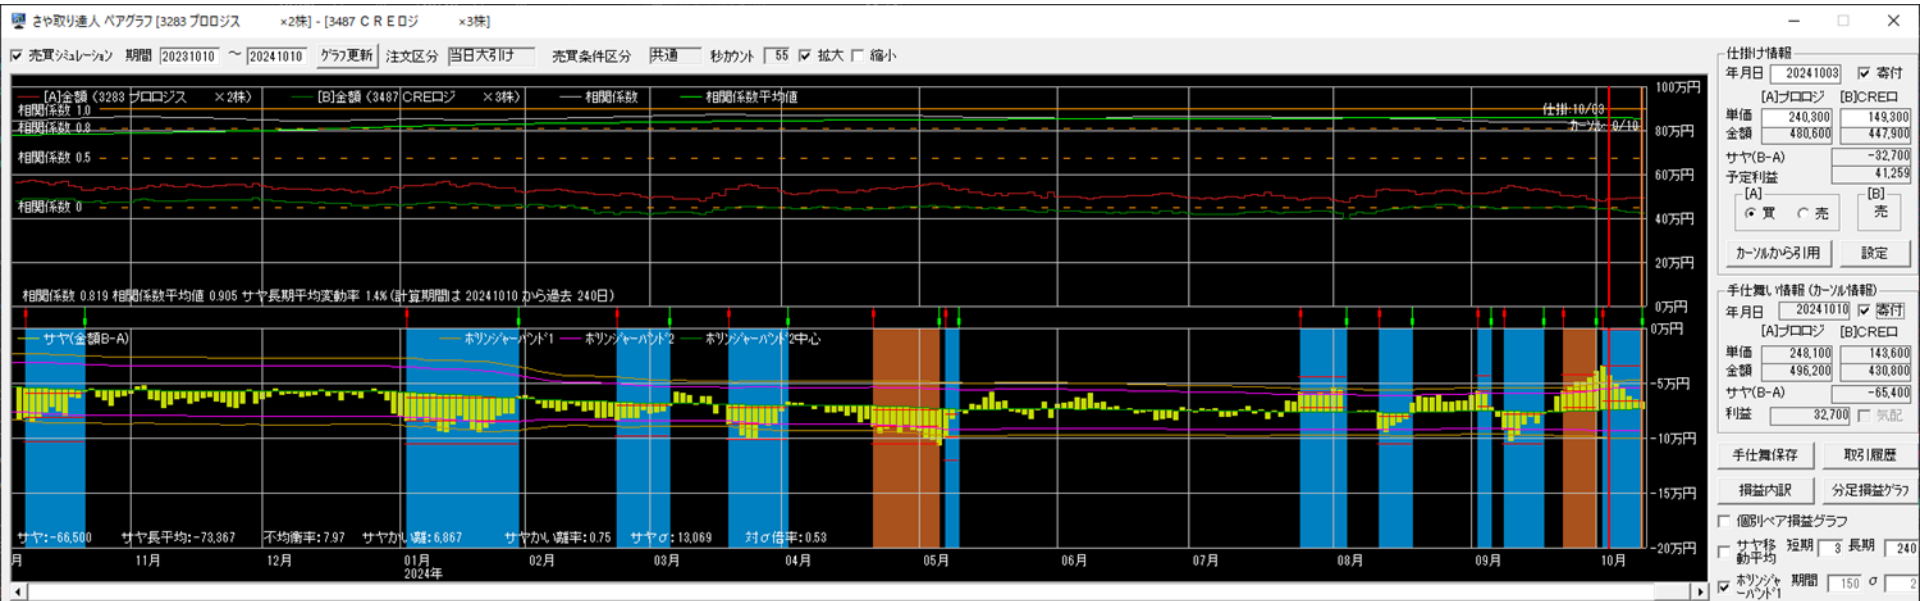 さや取り達人 ペアグラフ [3283 プロロジス　　×2株] - [3487 ＣＲＥロジ　　×3株]
売買ｼﾐｭﾚｰｼｮﾝ 期間 20231010 ～ 20241010 ｸﾞﾗﾌ更新 注文区分 当日大引け 売買条件区分 共通 秒ｶｳﾝﾄ 55 拡大 縮小
[A]金額 (3283 プロロジス ×2株) [B]金額 (3487 CREロジ ×3株) 相関係数 相関係数平均値
相関係数 1.0
相関係数 0.8
相関係数 0.5
相関係数 0
仕掛:10/03
100万円
80万円
60万円
40万円
20万円
0万円
相関係数 0.819 相関係数平均値 0.905 サヤ長期平均変動率 1.4% (計算期間は 20241010 から過去 240日)
サヤ(金額B-A) ボリンジャーバンド1 ボリンジャーバンド2 ボリンジャーバンド2中心
0万円
-5万円
-10万円
-15万円
-20万円
サヤ:-66,500 サヤ長平均:-73,367 不均衡率:7.97 サヤかい離:6,867 サヤかい離率:0.75 サヤσ:13,069 対σ倍率:0.53
月 11月 12月 01月 02月 03月 04月 05月 06月 07月 08月 09月 10月
2024年
仕掛け情報
年月日 20241003 寄付
[A]プロロジ [B]CREロ
単価 240,300 149,300
金額 480,600 447,900
サヤ(B-A) -32,700
予定利益 41,259
[A] [B]
買 売 売
ｶｰｿﾙから引用 設定
手仕舞い情報 (ｶｰｿﾙ情報)
年月日 20241010 寄付
[A]プロロジ [B]CREロ
単価 248,100 143,600
金額 496,200 430,800
サヤ(B-A) -65,400
利益 32,700 気配
手仕舞保存 取引履歴
損益内訳 分足損益ｸﾞﾗﾌ
個別ペア損益グラフ
サヤ移動平均 短期 3 長期 240
ﾎﾞﾘﾝｼﾞｬｰﾊﾞﾝﾄﾞ1 期間 150 σ 2